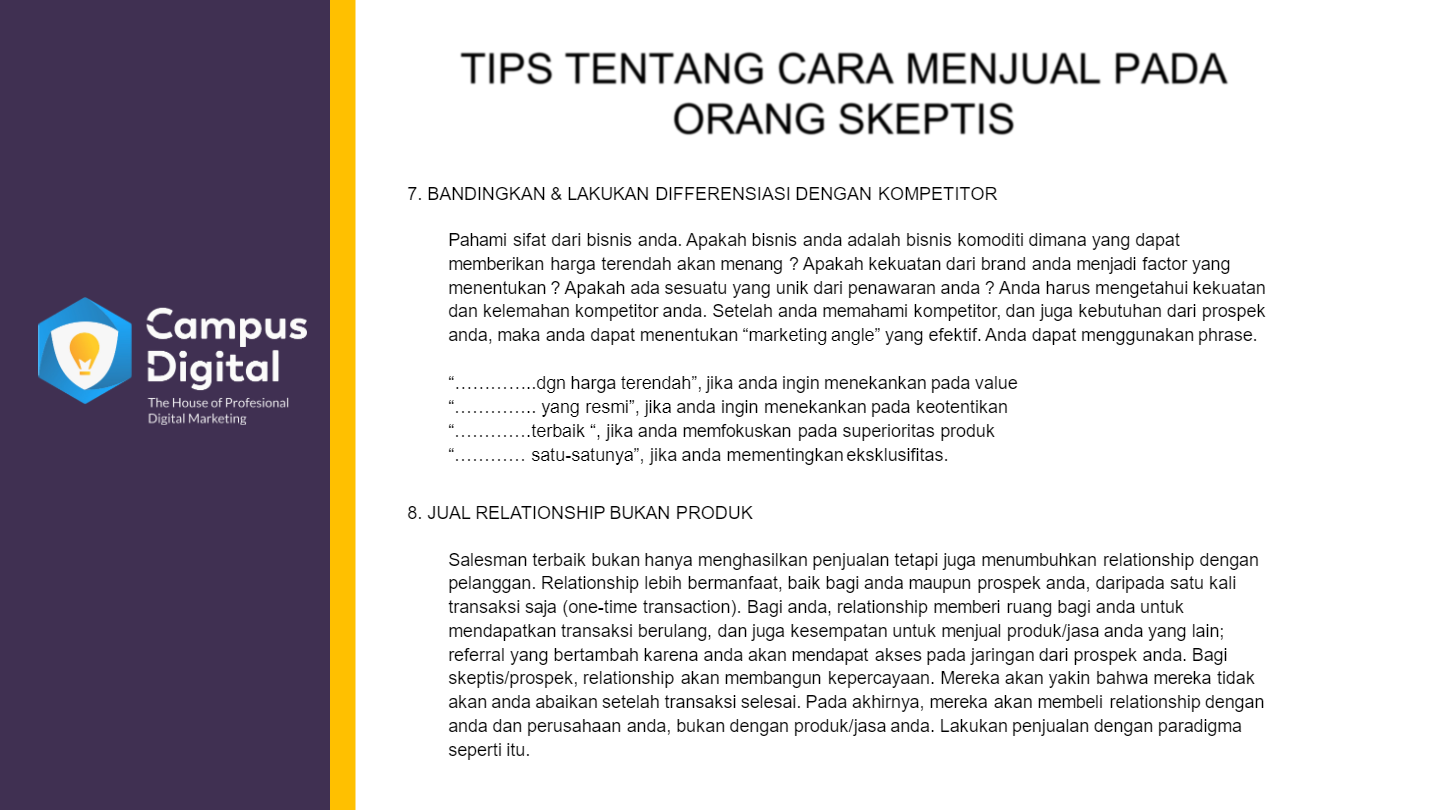 TIPS TENTANG CARA MENJUAL PADA
ORANG SKEPTIS
Campus
Digital
The House of Profesional
Digital Marketing
7. BANDINGKAN & LAKUKAN DIFFERENSIASI DENGAN KOMPETITOR
Pahami sifat dari bisnis anda. Apakah bisnis anda adalah bisnis komoditi dimana yang dapat
memberikan harga terendah akan menang ? Apakah kekuatan dari brand anda menjadi factor yang
menentukan ? Apakah ada sesuatu yang unik dari penawaran anda ? Anda harus mengetahui kekuatan
dan kelemahan kompetitor anda. Setelah anda memahami kompetitor, dan juga kebutuhan dari prospek
anda, maka anda dapat menentukan “marketing angle” yang efektif. Anda dapat menggunakan phrase.
“…………..dgn harga terendah”, jika anda ingin menekankan pada value
“………….. yang resmi”, jika anda ingin menekankan pada keotentikan
“………….terbaik “, jika anda memfokuskan pada superioritas produk
“………… satu-satunya”, jika anda mementingkan eksklusifitas.
8. JUAL RELATIONSHIP BUKAN PRODUK
Salesman terbaik bukan hanya menghasilkan penjualan tetapi juga menumbuhkan relationship dengan
pelanggan. Relationship lebih bermanfaat, baik bagi anda maupun prospek anda, daripada satu kali
transaksi saja (one-time transaction). Bagi anda, relationship memberi ruang bagi anda untuk
mendapatkan transaksi berulang, dan juga kesempatan untuk menjual produk/jasa anda yang lain;
referral yang bertambah karena anda akan mendapat akses pada jaringan dari prospek anda. Bagi
skeptis/prospek, relationship akan membangun kepercayaan. Mereka akan yakin bahwa mereka tidak
akan anda abaikan setelah transaksi selesai. Pada akhirnya, mereka akan membeli relationship dengan
anda dan perusahaan anda, bukan dengan produk/jasa anda. Lakukan penjualan dengan paradigma
seperti itu.